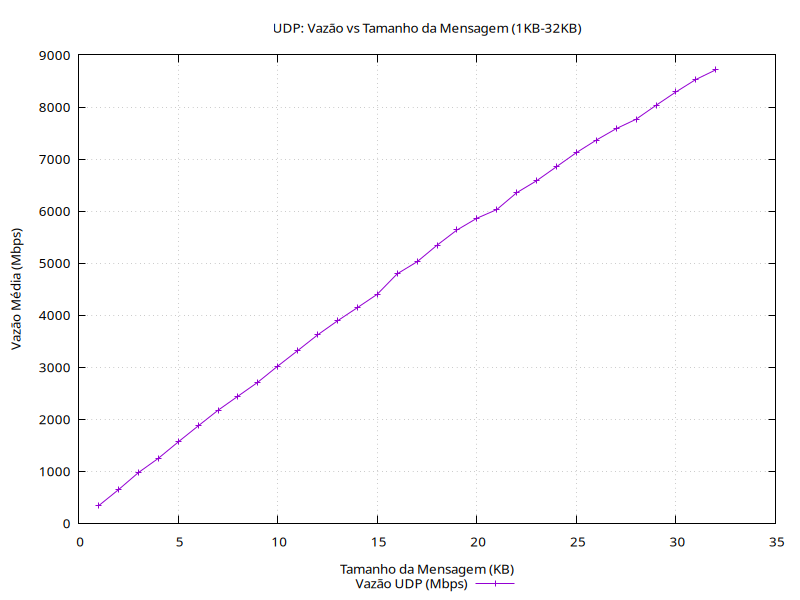 UDP: Vazão vs Tamanho da Mensagem (1KB-32KB)
9000
8000
7000
6000
5000
4000
3000
2000
1000
0
Vazão Média (Mbps)
0 5 10 15 20 25 30 35
Tamanho da Mensagem (KB)
Vazão UDP (Mbps)